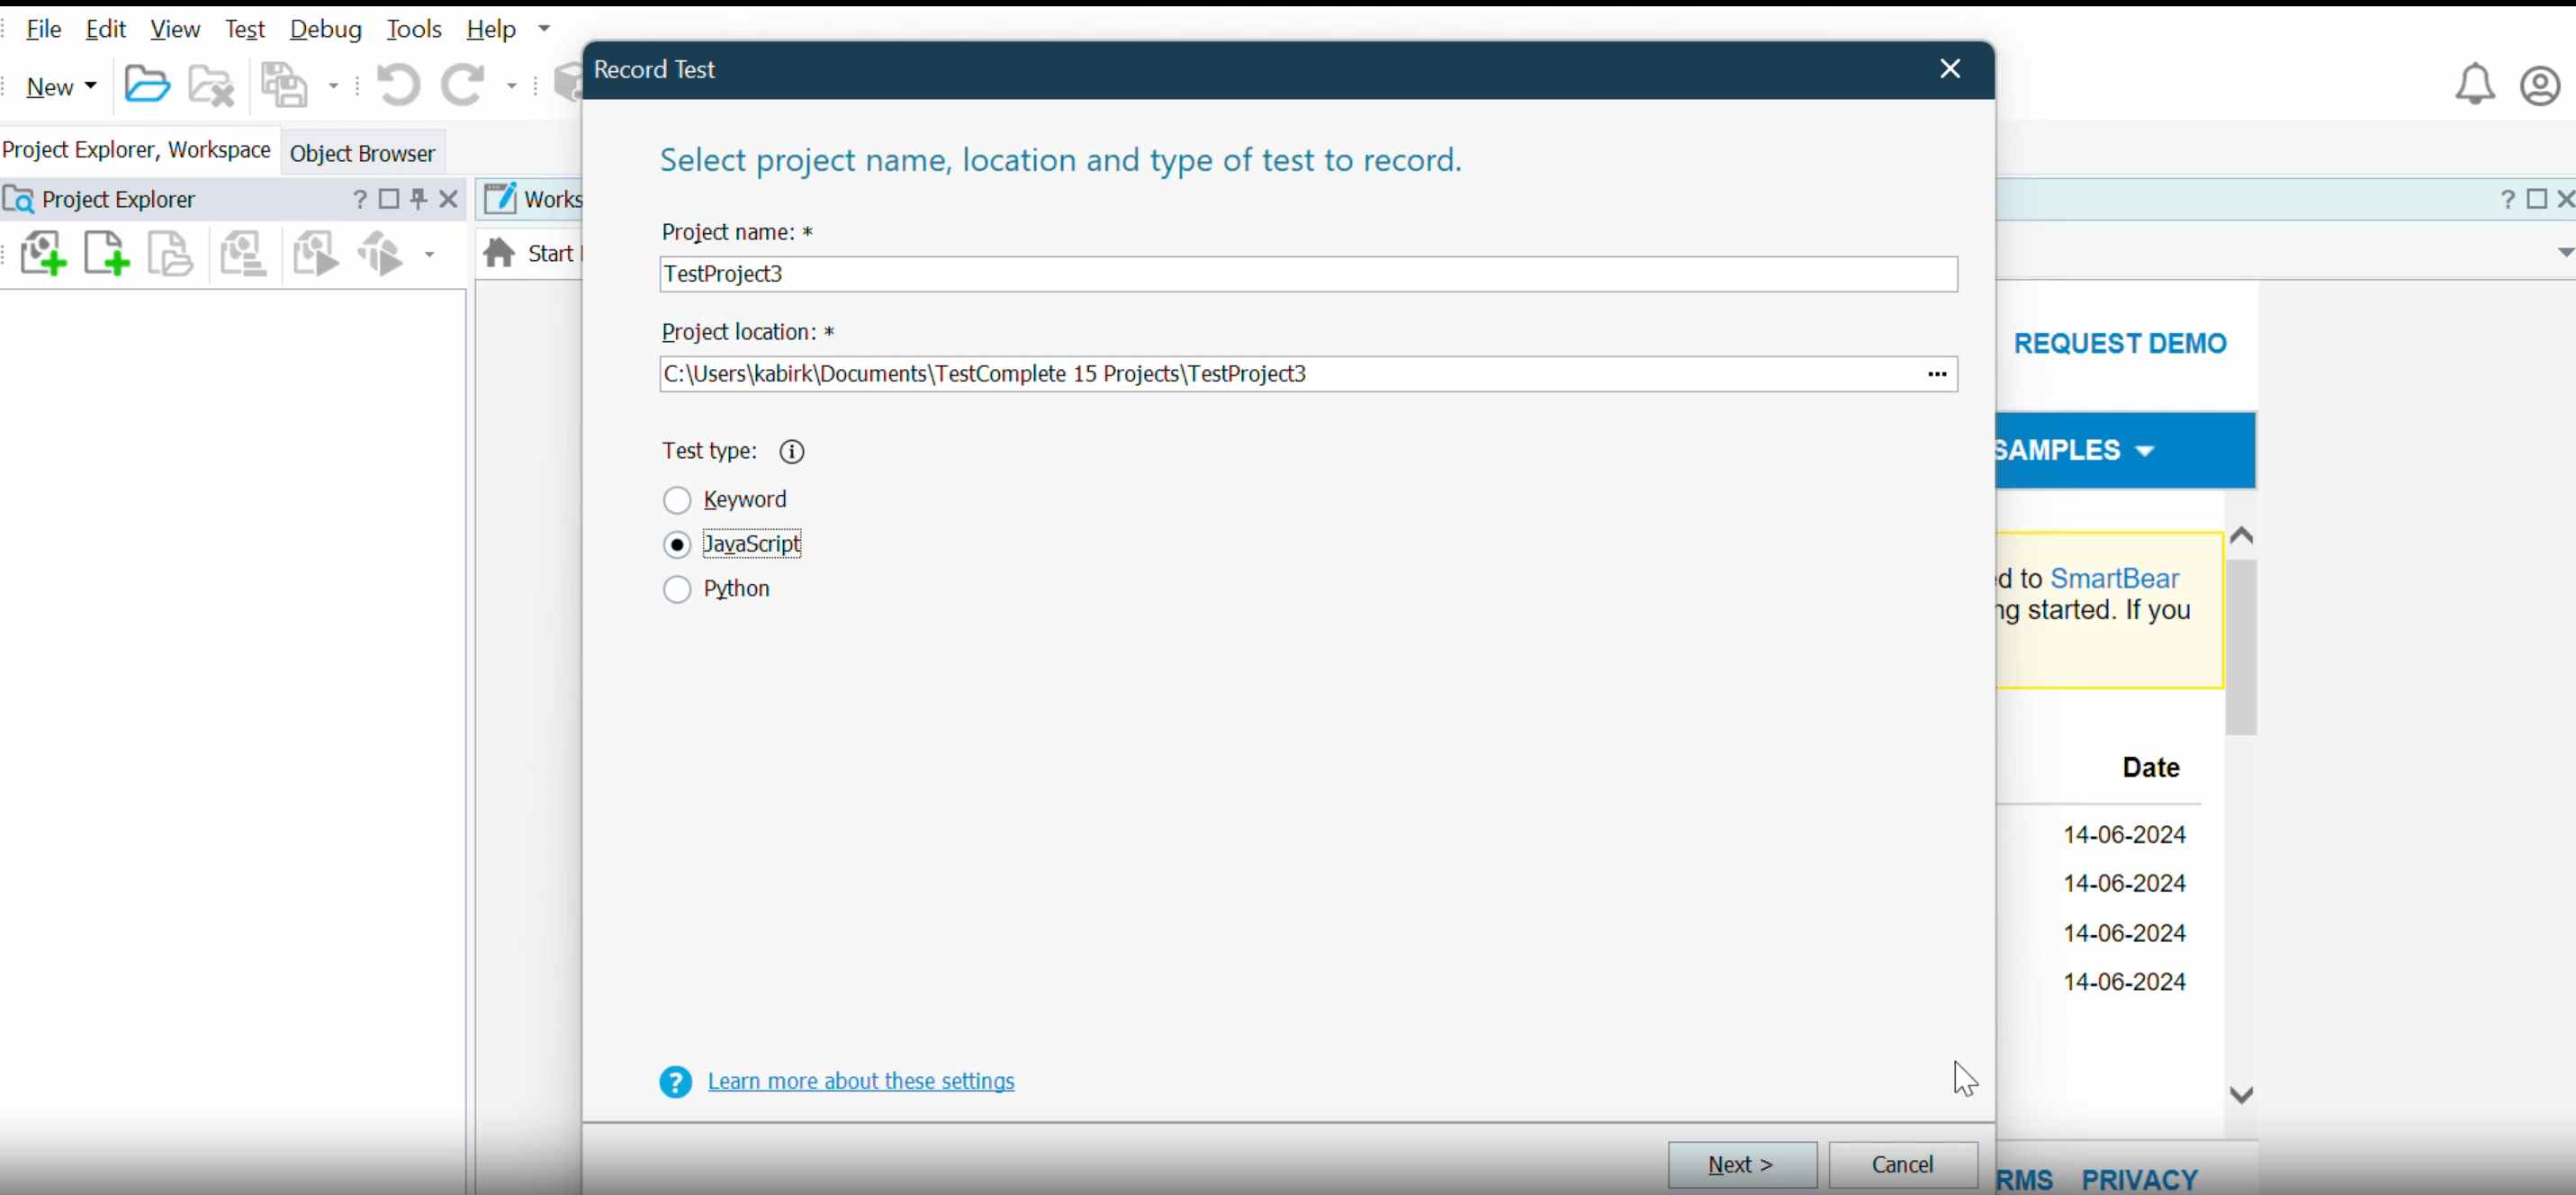 File Edit View Test Debug Tools Help
New
Record Test
Project Explorer, Workspace Object Browser
Project Explorer
Works
Start
Select project name, location and type of test to record.
Project name: *
TestProject3
Project location: *
C:\Users\kabirk\Documents\TestComplete 15 Projects\TestProject3 ...
Test type:
Keyword
JavaScript
Python
REQUEST DEMO
SAMPLES
ed to SmartBear
ng started. If you
Date
14-06-2024
14-06-2024
14-06-2024
14-06-2024
Learn more about these settings
Next > Cancel
RMS PRIVACY